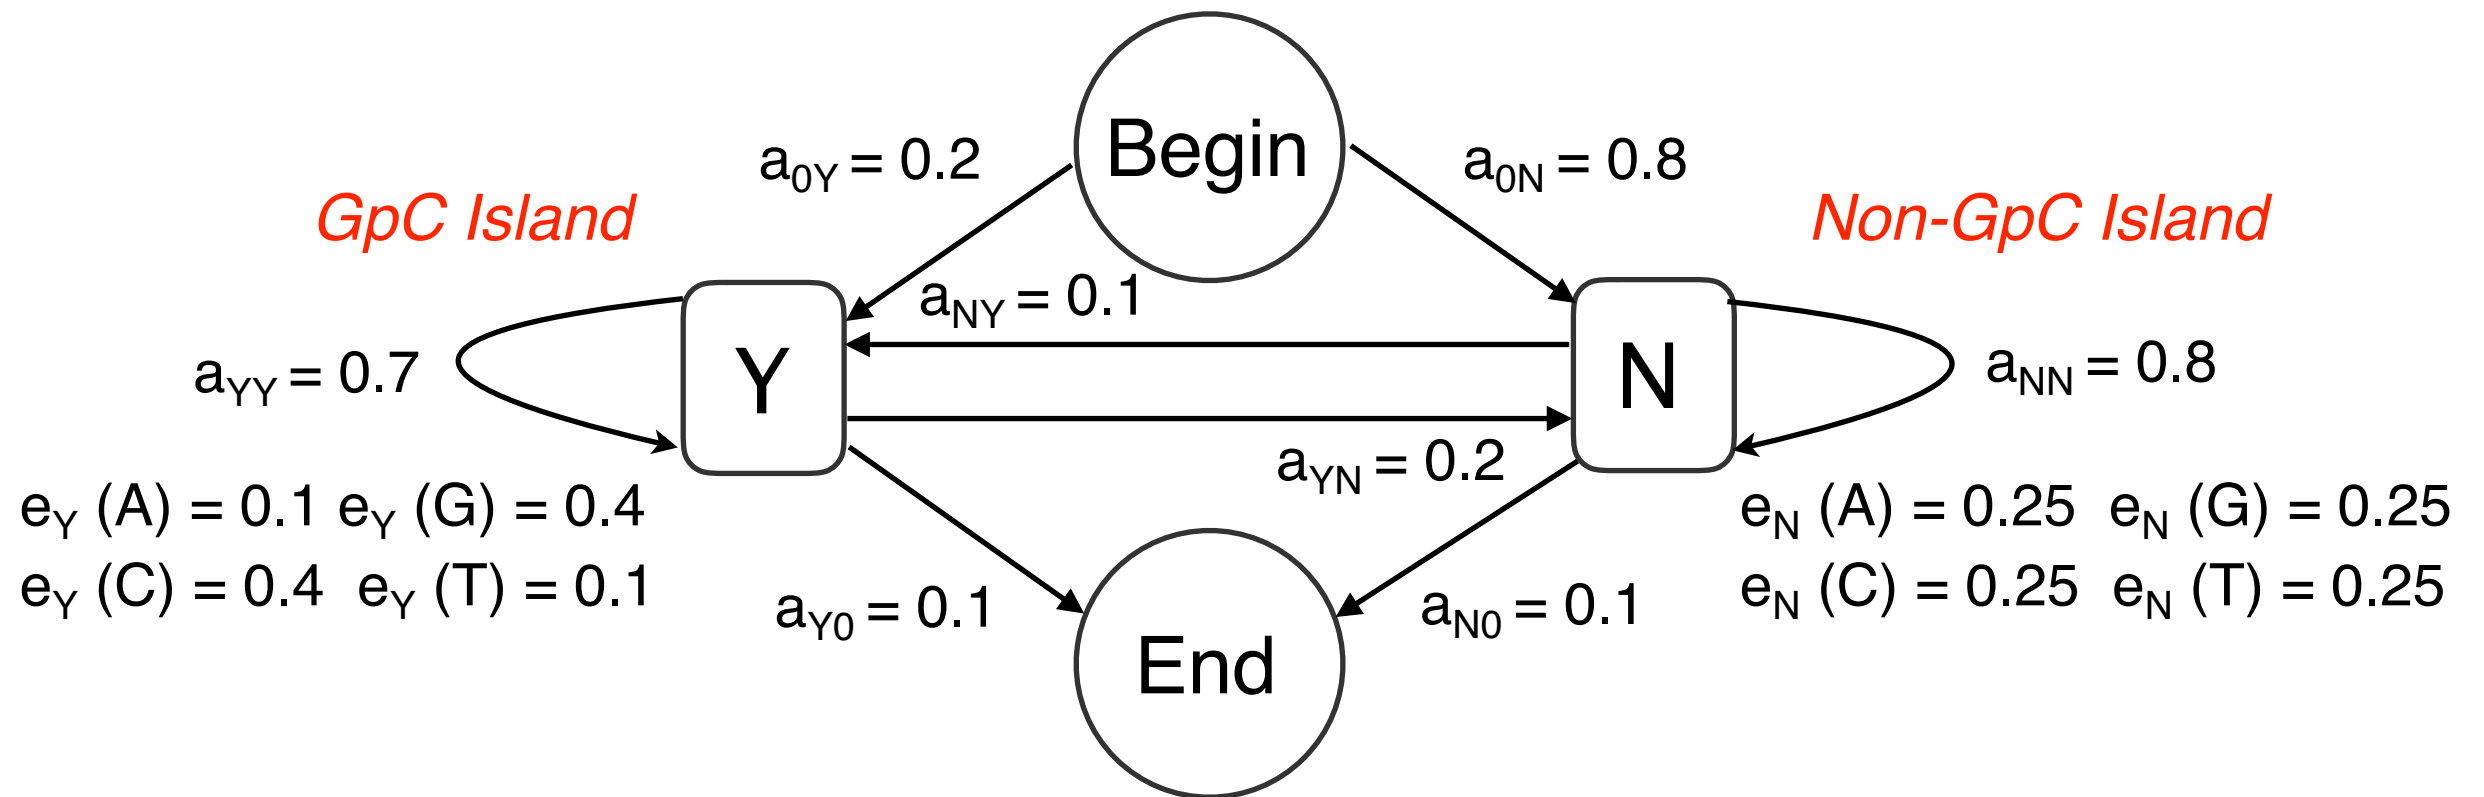 Begin
a0Y = 0.2
a0N = 0.8
GpC Island
Non-GpC Island
aNY = 0.1
aYY = 0.7
Y
N
aNN = 0.8
aYN = 0.2
eY (A) = 0.1 eY (G) = 0.4
eN (A) = 0.25 eN (G) = 0.25
eY (C) = 0.4 eY (T) = 0.1
eN (C) = 0.25 eN (T) = 0.25
aY0 = 0.1
aN0 = 0.1
End